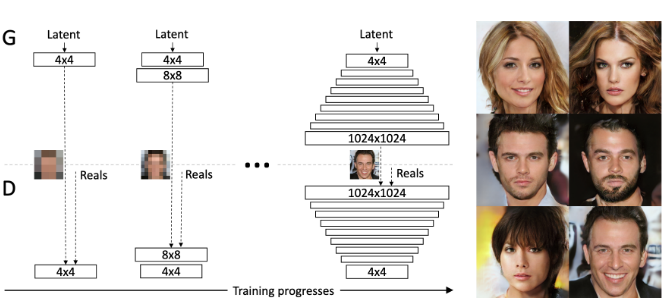 G
Latent
Latent
Latent
4x4
4x4
4x4
8x8
1024x1024
Reals
Reals
Reals
D
1024x1024
8x8
4x4
4x4
4x4
Training progresses